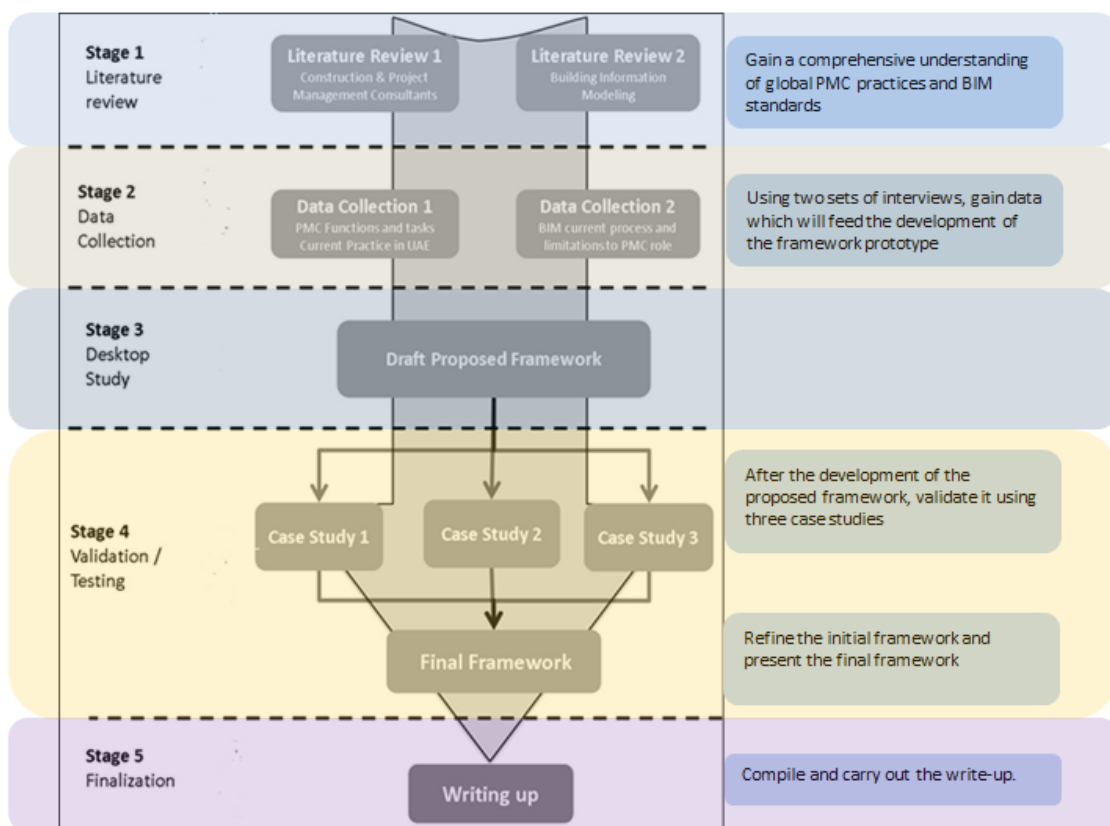 Stage 1
Literature
review
Literature Review 1
Construction & Project
Management Consultants
Literature Review 2
Building Information
Modeling
Gain a comprehensive understanding
of global PMC practices and BIM
standards
Stage 2
Data
Collection
Data Collection 1
PMC Functions and tasks
Current Practice in UAE
Data Collection 2
BIM current process and
limitations to PMC role
Using two sets of interviews, gain data
which will feed the development of
the framework prototype
Stage 3
Desktop
Study
Draft Proposed Framework
Stage 4
Validation /
Testing
Case Study 1
Case Study 2
Case Study 3
After the development of the
proposed framework, validate it using
three case studies
Final Framework
Refine the initial framework and
present the final framework
Stage 5
Finalization
Writing up
Compile and carry out the write-up.